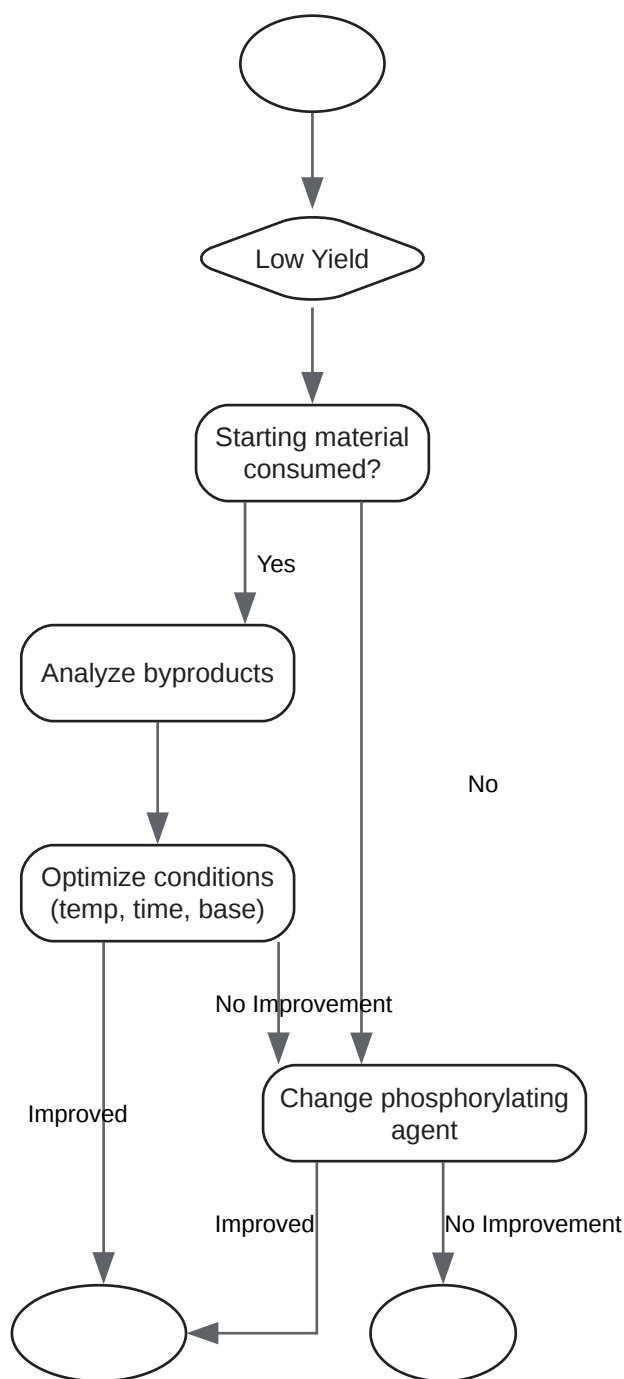 Low Yield
Starting material
consumed?
Yes
Analyze byproducts
No
Optimize conditions
(temp, time, base)
No Improvement
Change phosphorylating
agent
Improved
Improved
No Improvement